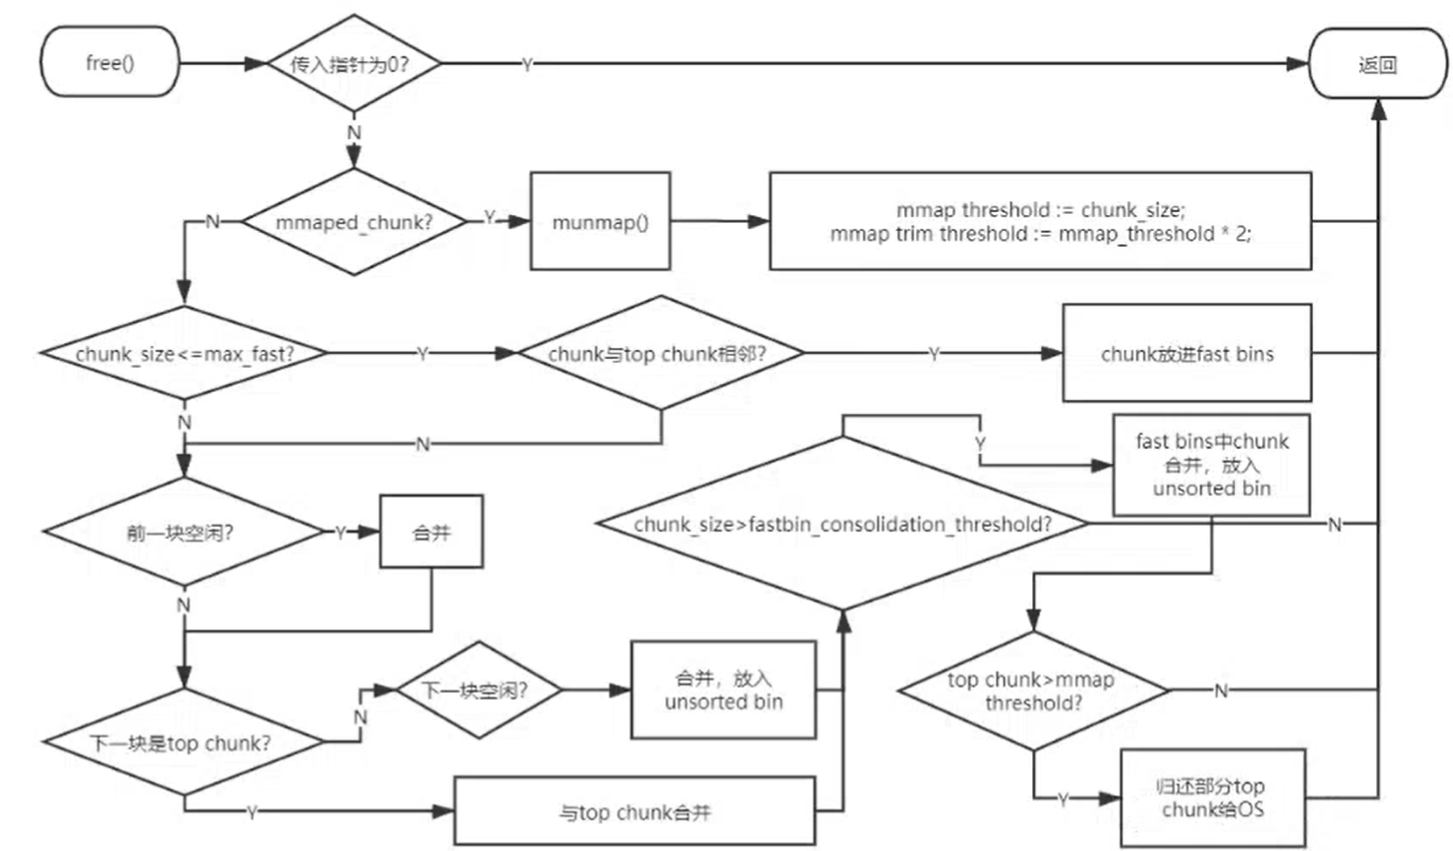 free()
传入指针为0?
Y
返回
N
mmaped_chunk?
N
Y
munmap()
mmap threshold := chunk_size;
mmap trim threshold := mmap_threshold * 2;
chunk_size<=max_fast?
Y
chunk与top chunk相邻?
Y
chunk放进fast bins
N
N
前一块空闲?
Y
合并
N
chunk_size>fastbin_consolidation_threshold?
Y
fast bins中chunk
合并，放入
unsorted bin
N
下一块是top chunk?
N
下一块空闲?
合并，放入
unsorted bin
Y
与top chunk合并
top chunk>mmap
threshold?
N
Y
归还部分top
chunk给OS